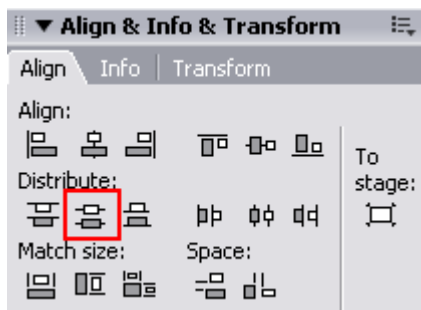 Align & Info & Transform
Align Info Transform
Align:
To stage:
Distribute:
Match size: Space: